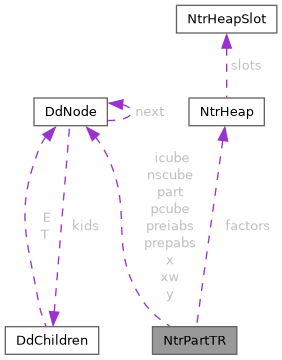 NtrHeapSlot
slots
DdNode
next
NtrHeap
icube
nscube
part
pcube
preiabs
prepabs
x
xw
y
E
T
kids
factors
DdChildren
NtrPartTR